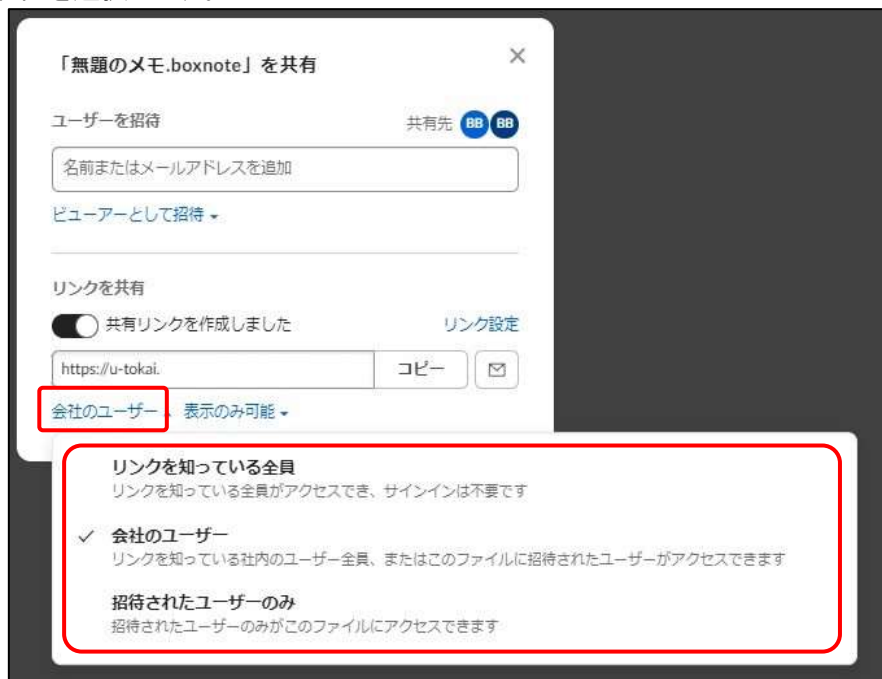 「無題のメモ.boxnote」を共有
ユーザーを招待 共有先 BB BB
名前またはメールアドレスを追加
ビューアーとして招待
リンクを共有
共有リンクを作成しました リンク設定
https://u-tokai. コピー
会社のユーザー 表示のみ可能
リンクを知っている全員
リンクを知っている全員がアクセスでき、サインインは不要です
会社のユーザー
リンクを知っている社内のユーザー全員、またはこのファイルに招待されたユーザーがアクセスできます
招待されたユーザーのみ
招待されたユーザーのみがこのファイルにアクセスできます